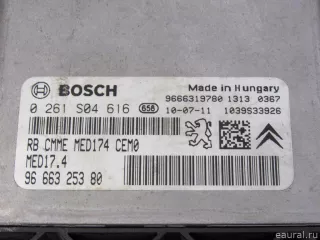 BOSCH
Made in Hungary
0 261 S04 616 656
9666319780 1313 0367
10-07-11 1039S33926
RB CMME MED174 CEM0
MED17.4
96 663 253 80
© eaural.ru